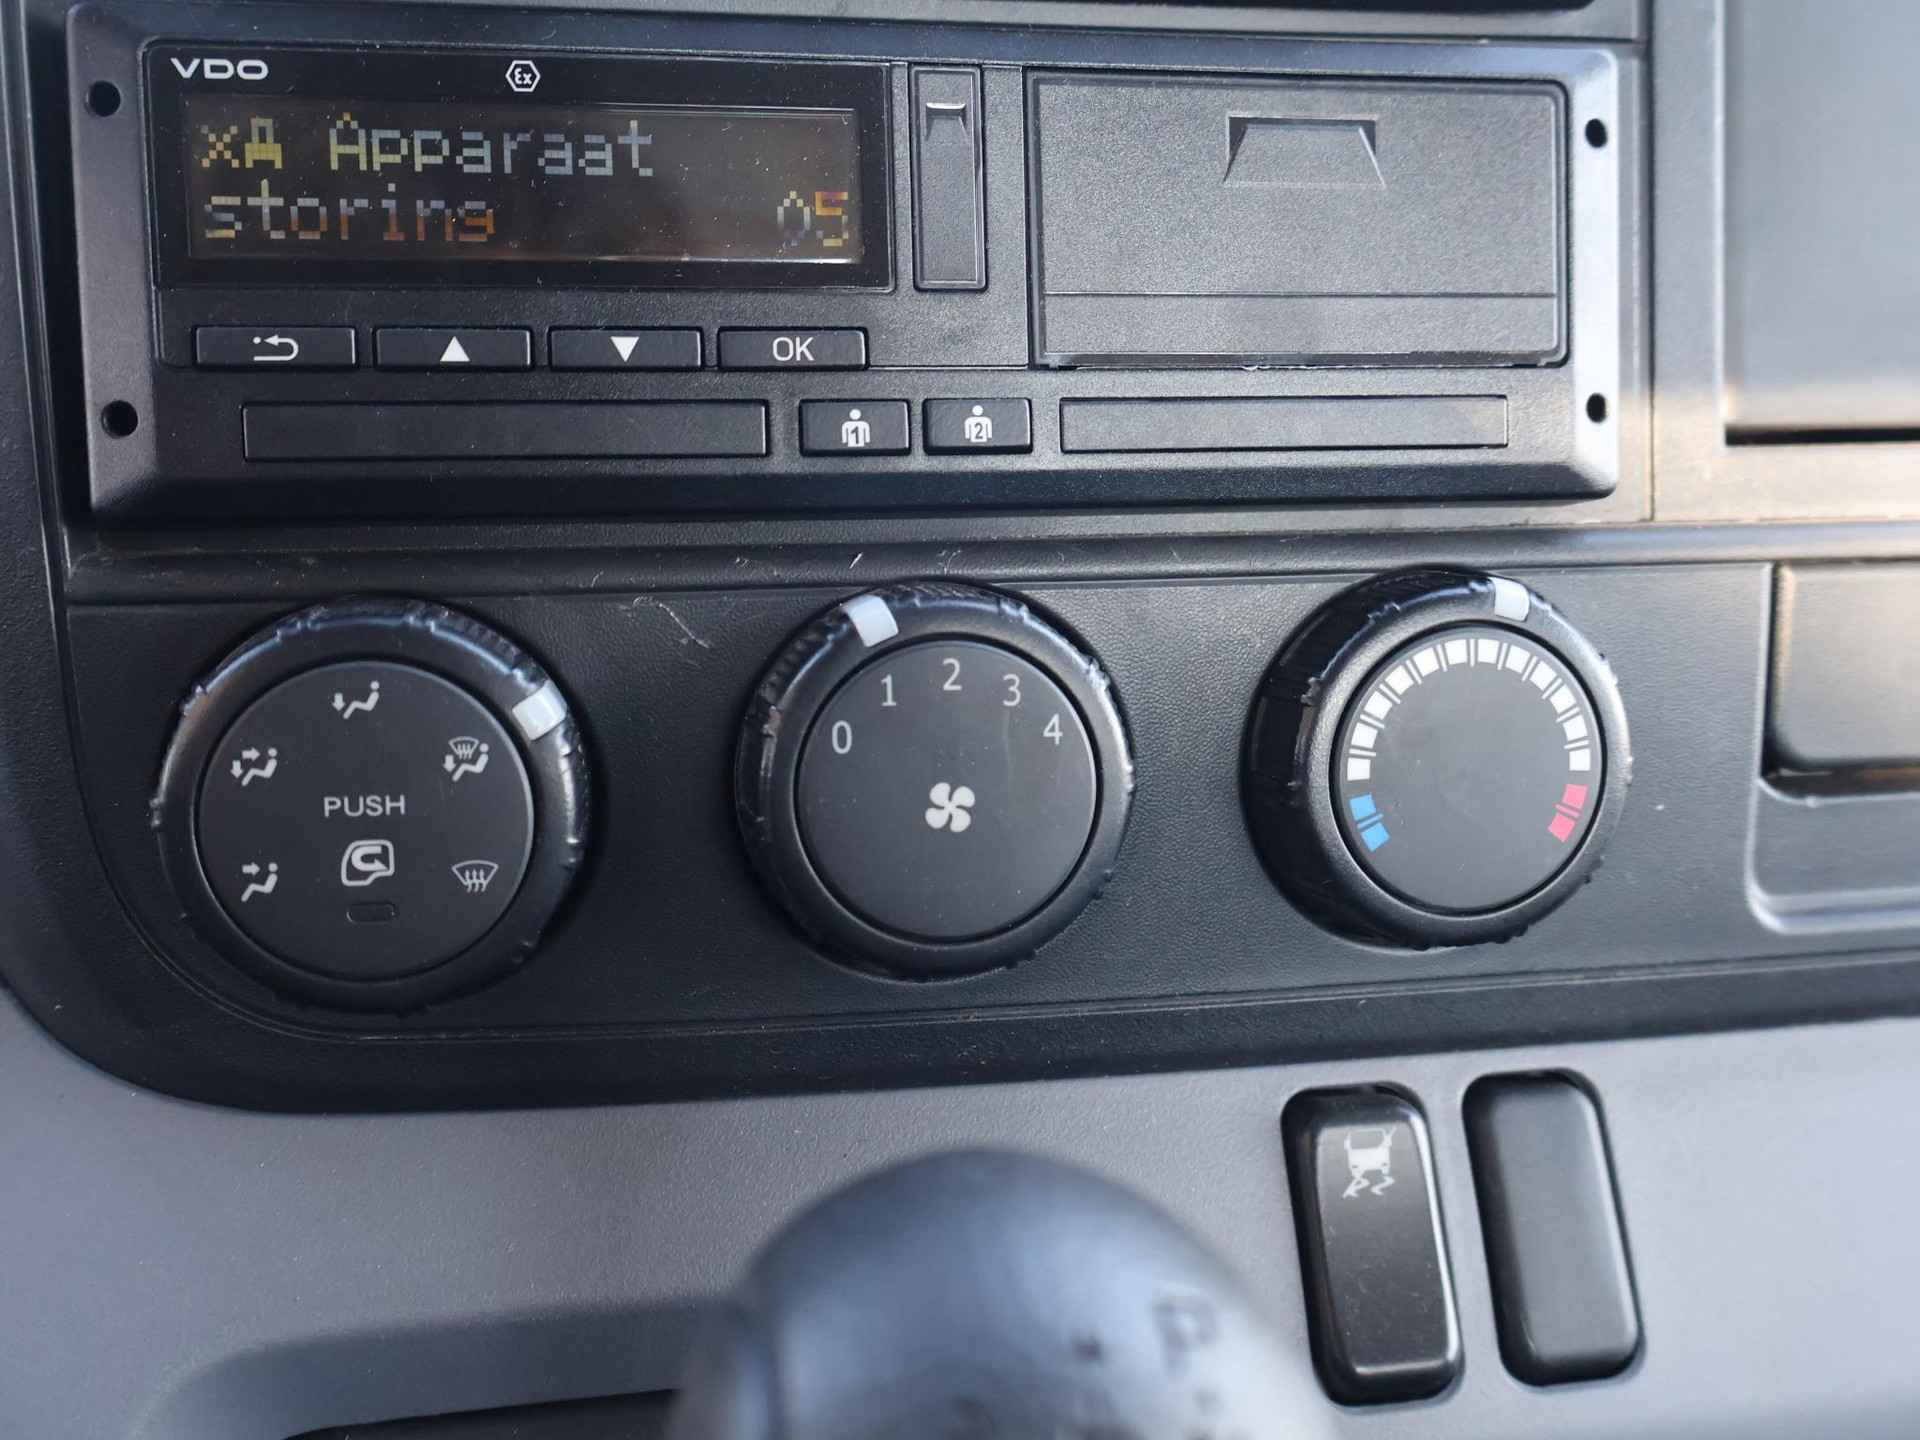 VDO Ex
xA Apparaat
storing 05
OK
1 2
0 1 2 3 4
PUSH
P